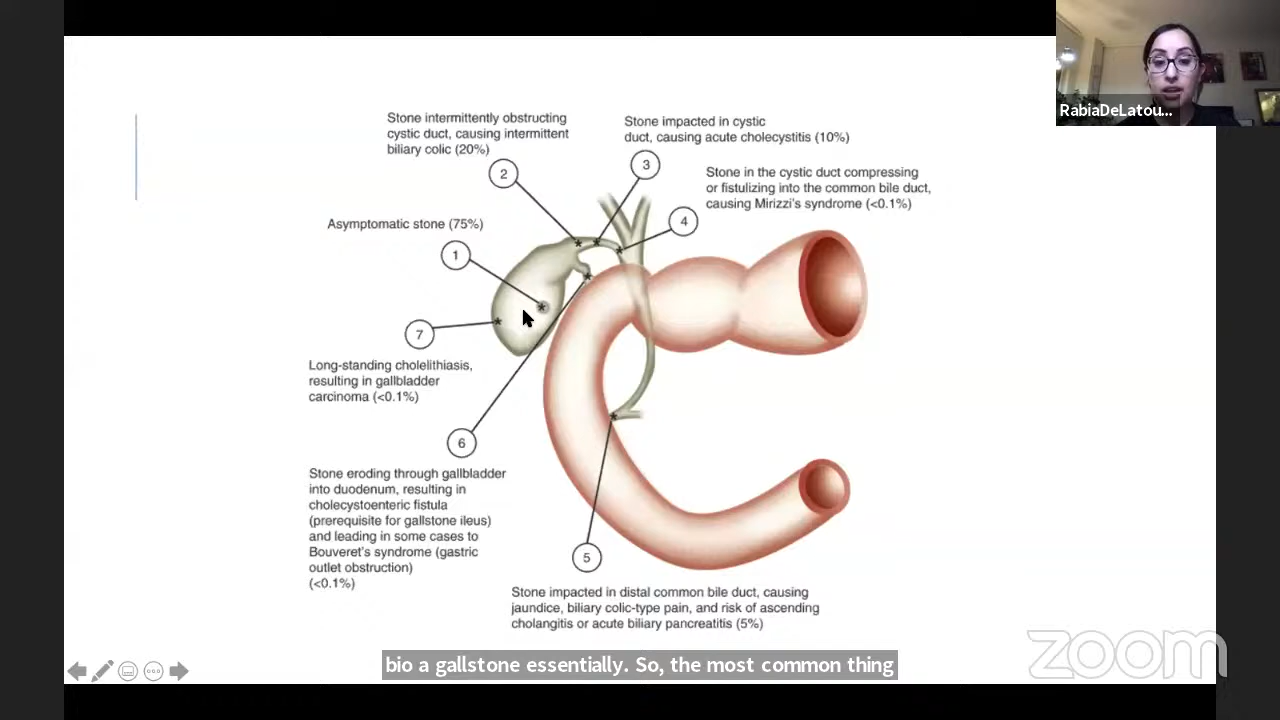 RabiaDeLatou...
Stone intermittently obstructing
cystic duct, causing intermittent
biliary colic (20%)
2
Stone impacted in cystic
duct, causing acute cholecystitis (10%)
3
Stone in the cystic duct compressing
or fistulizing into the common bile duct,
causing Mirizzi's syndrome (<0.1%)
4
Asymptomatic stone (75%)
1
7
Long-standing cholelithiasis,
resulting in gallbladder
carcinoma (<0.1%)
6
Stone eroding through gallbladder
into duodenum, resulting in
cholecystoenteric fistula
(prerequisite for gallstone ileus)
and leading in some cases to
Bouveret's syndrome (gastric
outlet obstruction)
(<0.1%)
5
Stone impacted in distal common bile duct, causing
jaundice, biliary colic-type pain, and risk of ascending
cholangitis or acute biliary pancreatitis (5%)
zoom
bio a gallstone essentially. So, the most common thing